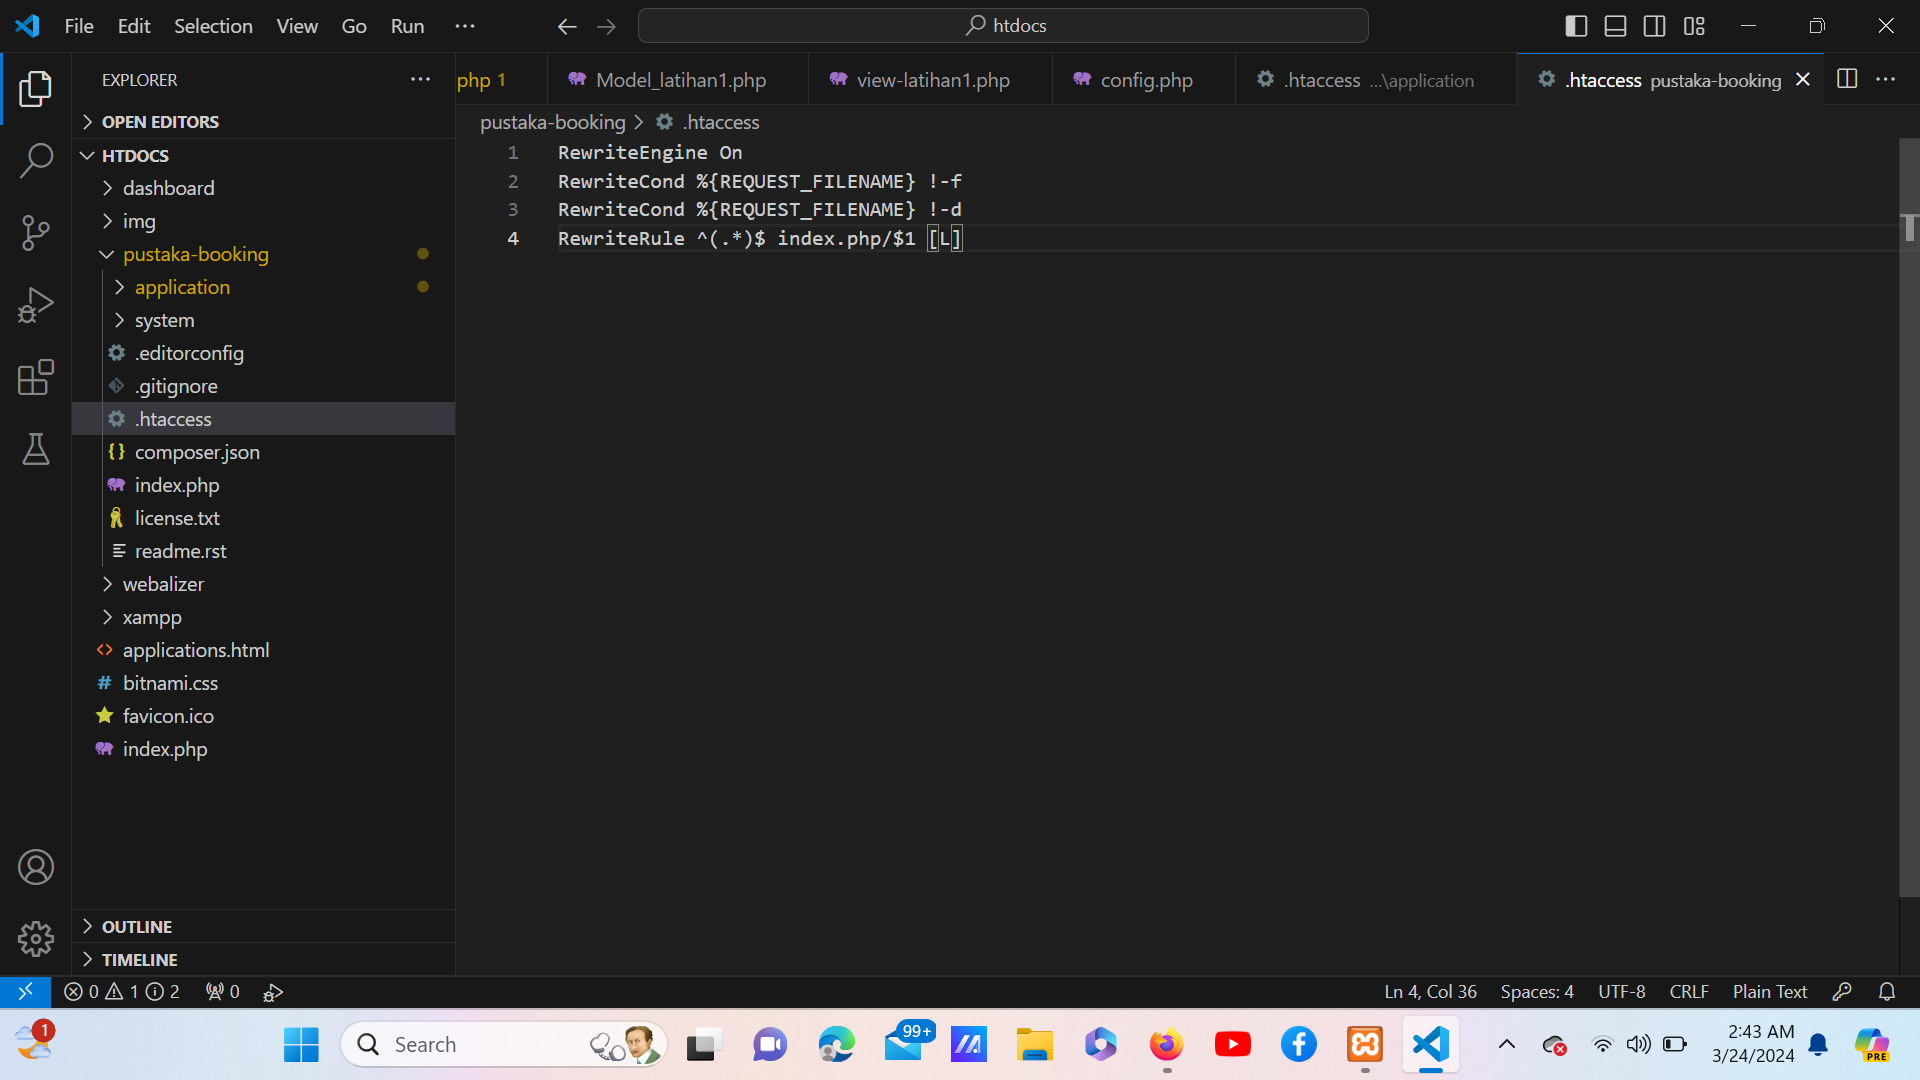 File Edit Selection View Go Run ··· htdocs
EXPLORER ···
php 1 Model_latihan1.php view-latihan1.php config.php .htaccess ...\application .htaccess pustaka-booking
OPEN EDITORS
pustaka-booking > .htaccess
HTDOCS
dashboard
img
pustaka-booking
application
system
.editorconfig
.gitignore
.htaccess
composer.json
index.php
license.txt
readme.rst
webalizer
xampp
applications.html
bitnami.css
favicon.ico
index.php
1 RewriteEngine On
2 RewriteCond %{REQUEST_FILENAME} !-f
3 RewriteCond %{REQUEST_FILENAME} !-d
4 RewriteRule ^(.*)$ index.php/$1 [L]
OUTLINE
TIMELINE
0 1 2 0 Ln 4, Col 36 Spaces: 4 UTF-8 CRLF Plain Text
1 Search 99+ 2:43 AM
3/24/2024
PRE